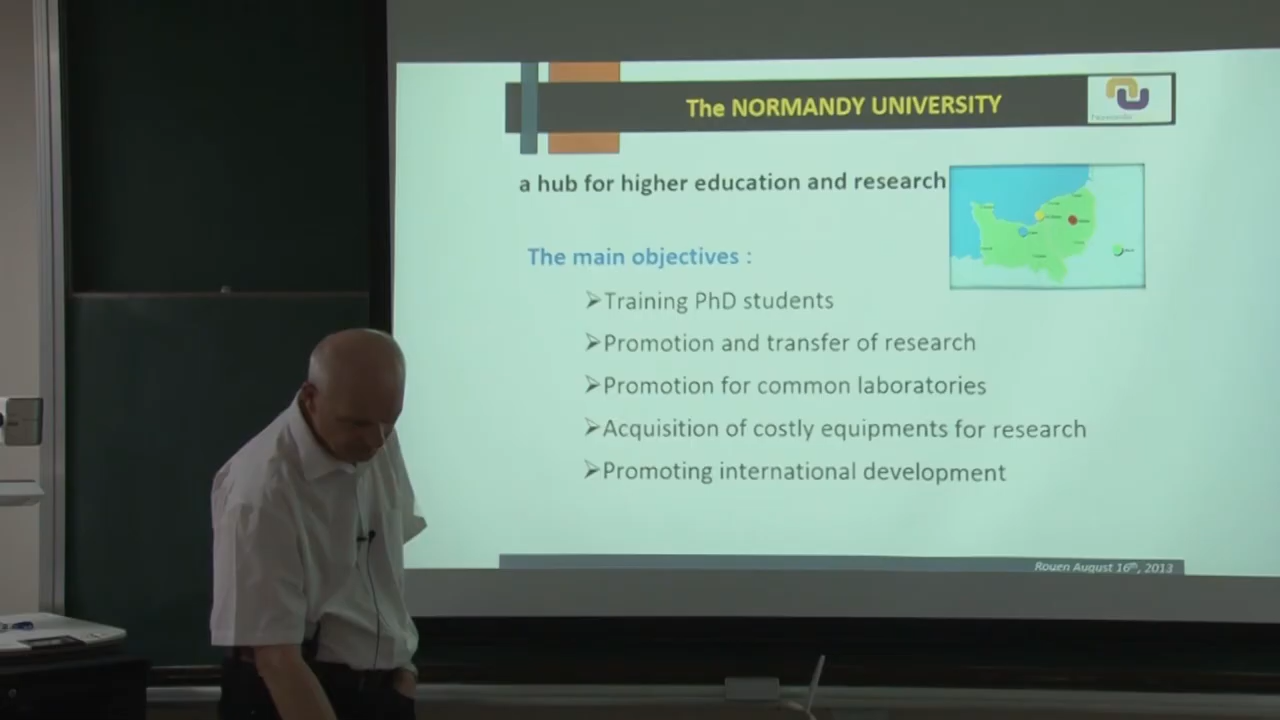 The NORMANDY UNIVERSITY
Normandie
a hub for higher education and research
The main objectives :
➢Training PhD students
➢Promotion and transfer of research
➢Promotion for common laboratories
➢Acquisition of costly equipments for research
➢Promoting international development
Rouen August 16th, 2013